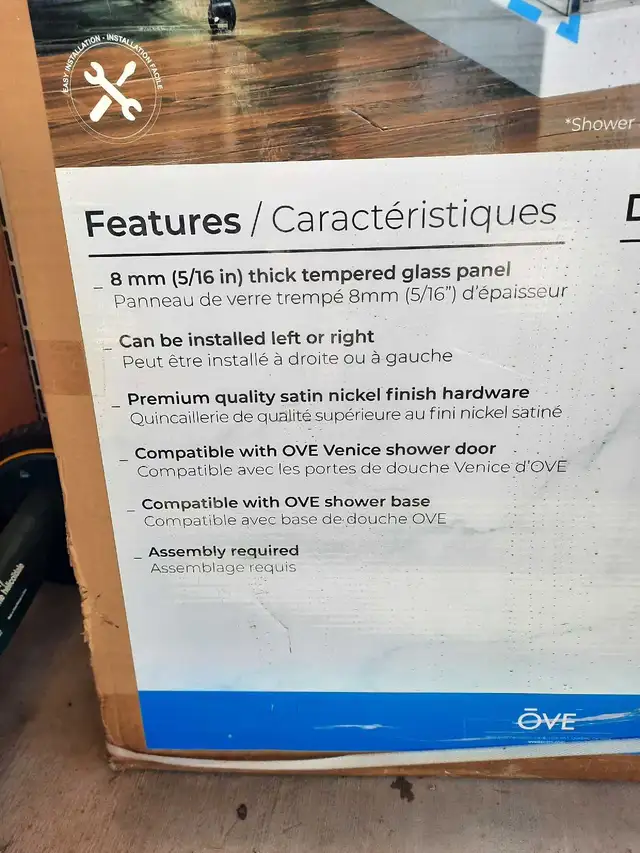 EASY INSTALLATION - INSTALLATION FACILE
*Shower
Features / Caractéristiques
D
_ 8 mm (5/16 in) thick tempered glass panel
Panneau de verre trempé 8mm (5/16") d'épaisseur
_ Can be installed left or right
Peut être installé à droite ou à gauche
_ Premium quality satin nickel finish hardware
Quincaillerie de qualité supérieure au fini nickel satiné
_ Compatible with OVE Venice shower door
Compatible avec les portes de douche Venice d'OVE
_ Compatible with OVE shower base
Compatible avec base de douche OVE
_ Assembly required
Assemblage requis
ŌVE